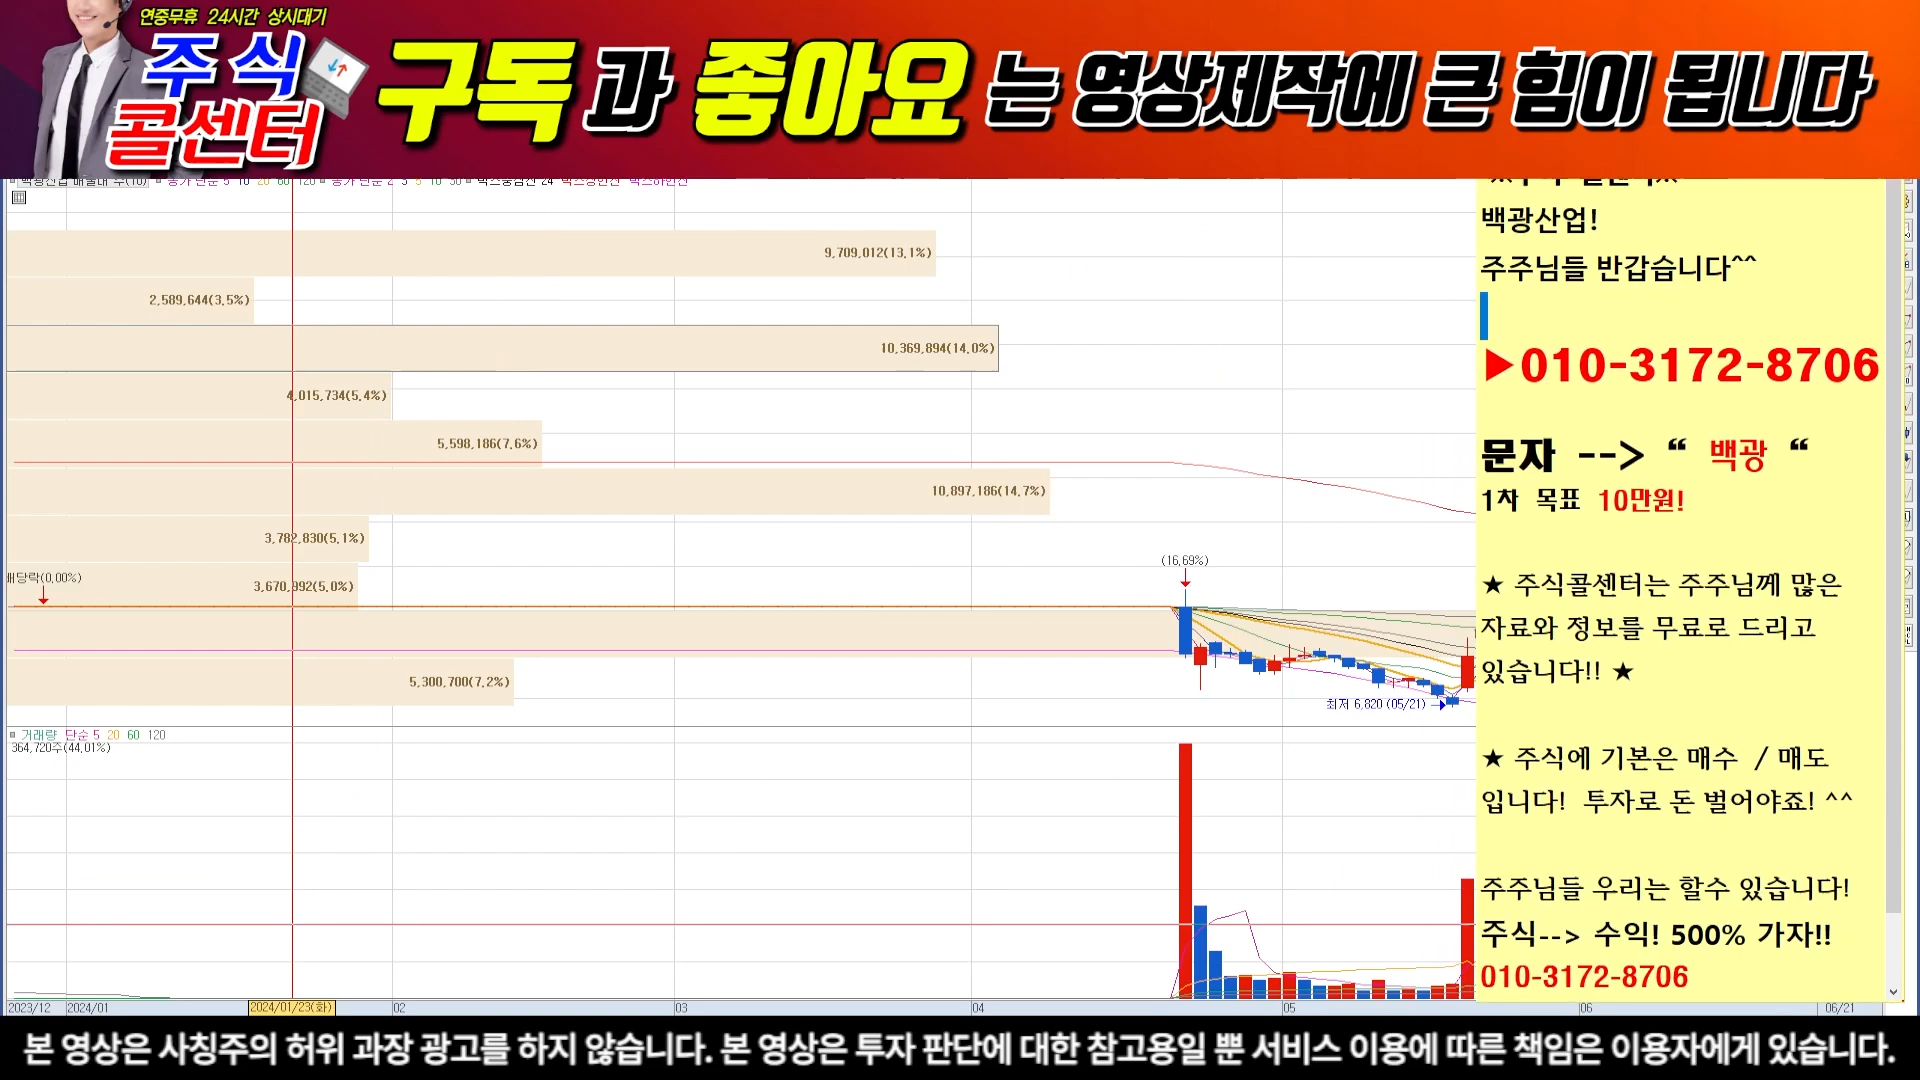 연중무휴 24시간 상시대기
주식
콜센터
구독과 좋아요는 영상제작에 큰 힘이 됩니다
백광산업!
주주님들 반갑습니다^^
▶010-3172-8706
문자 --> “ 백광 “
1차 목표 10만원!
★ 주식콜센터는 주주님께 많은
자료와 정보를 무료로 드리고
있습니다!! ★
★ 주식에 기본은 매수 / 매도
입니다! 투자로 돈 벌어야죠! ^^
주주님들 우리는 할수 있습니다!
주식--> 수익! 500% 가자!!
010-3172-8706
9,709,012(13.1%)
2,589,644(3.5%)
10,369,894(14.0%)
4,015,734(5.4%)
5,598,186(7.6%)
10,897,186(14.7%)
3,782,830(5.1%)
배당락(0.00%)
3,670,992(5.0%)
(16.69%)
5,300,700(7.2%)
최저 6,820 (05/21)
거래량 단순 5 20 60 120
364,720주(44.01%)
2023/12 2024/01 2024/01/23(화) 02 03 04 05 06 06/21
본 영상은 사칭주의 허위 과장 광고를 하지 않습니다. 본 영상은 투자 판단에 대한 참고용일 뿐 서비스 이용에 따른 책임은 이용자에게 있습니다.